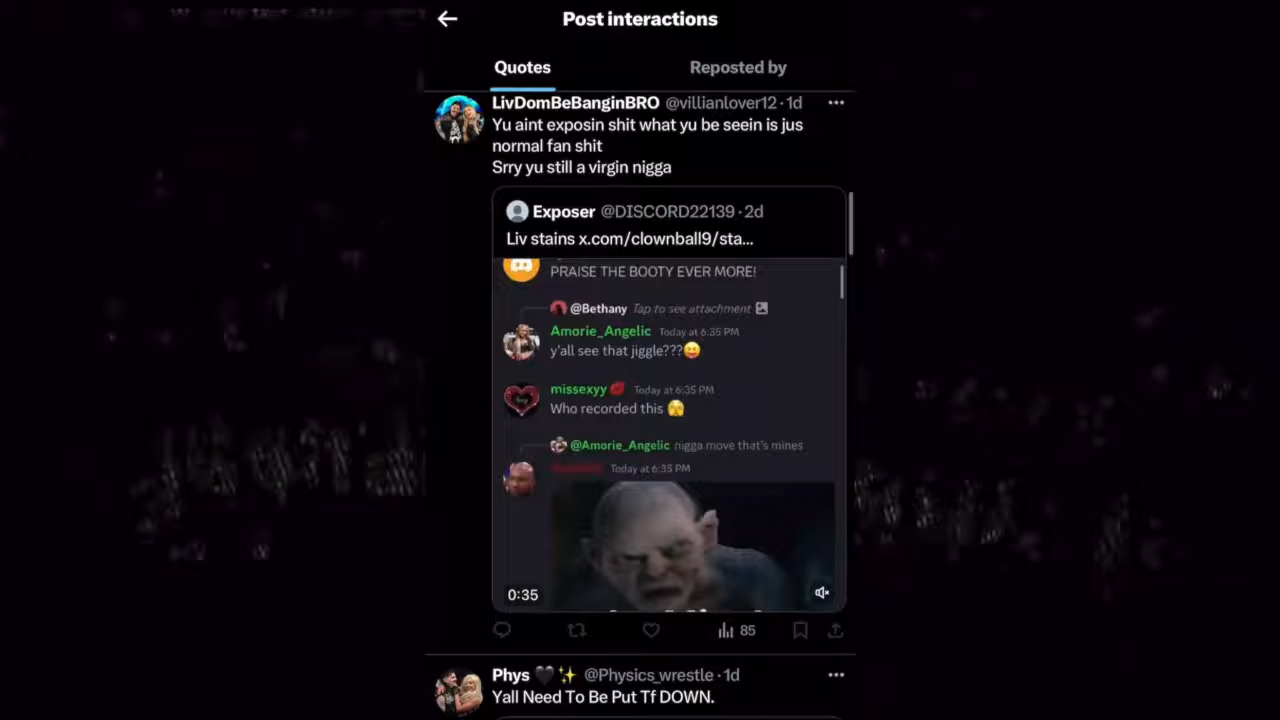 Post interactions
Quotes
Reposted by
LivDomBeBanginBRO @villianlover12·1d
Yu aint exposin shit what yu be seein is jus
normal fan shit
Srry yu still a virgin nigga
Exposer @DISCORD22139·2d
Liv stains x.com/clownball9/sta...
PRAISE THE BOOTY EVER MORE!
@Bethany Tap to see attachment
Amorie_Angelic Today at 6:35 PM
y'all see that jiggle???😝
missexyy💋 Today at 6:35 PM
Who recorded this 🫣
@Amorie_Angelic nigga move that's mines
Today at 6:35 PM
0:35
85
Phys 🖤✨ @Physics_wrestle·1d
Yall Need To Be Put Tf DOWN.